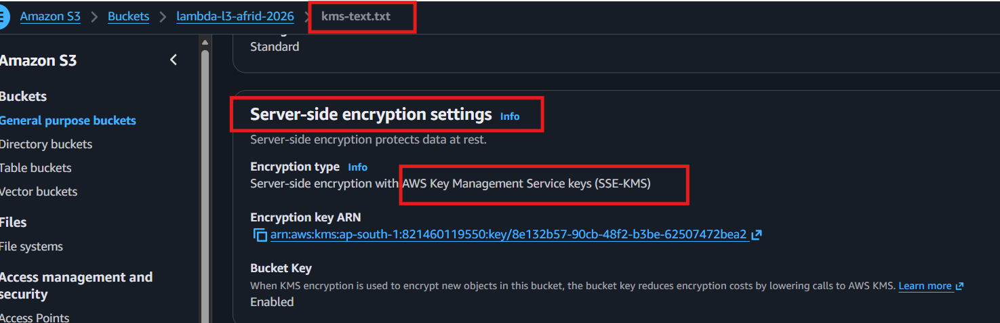 Amazon S3 > Buckets > lambda-l3-afrid-2026 > kms-text.txt
Amazon S3
Buckets
General purpose buckets
Directory buckets
Table buckets
Vector buckets
Files
File systems
Access management and
security
Access Points
Standard
Server-side encryption settings Info
Server-side encryption protects data at rest.
Encryption type Info
Server-side encryption with AWS Key Management Service keys (SSE-KMS)
Encryption key ARN
arn:aws:kms:ap-south-1:821460119550:key/8e132b57-90cb-48f2-b3be-62507472bea2
Bucket Key
When KMS encryption is used to encrypt new objects in this bucket, the bucket key reduces encryption costs by lowering calls to AWS KMS. Learn more
Enabled